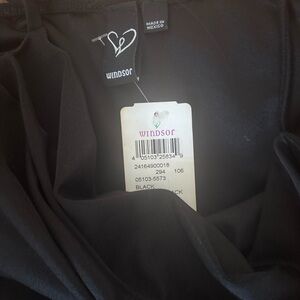 WINDSOR
MADE IN
MEXICO
WINDSOR
4 05103 25834 9
24164900018
294 106
05103-5573
BLACK